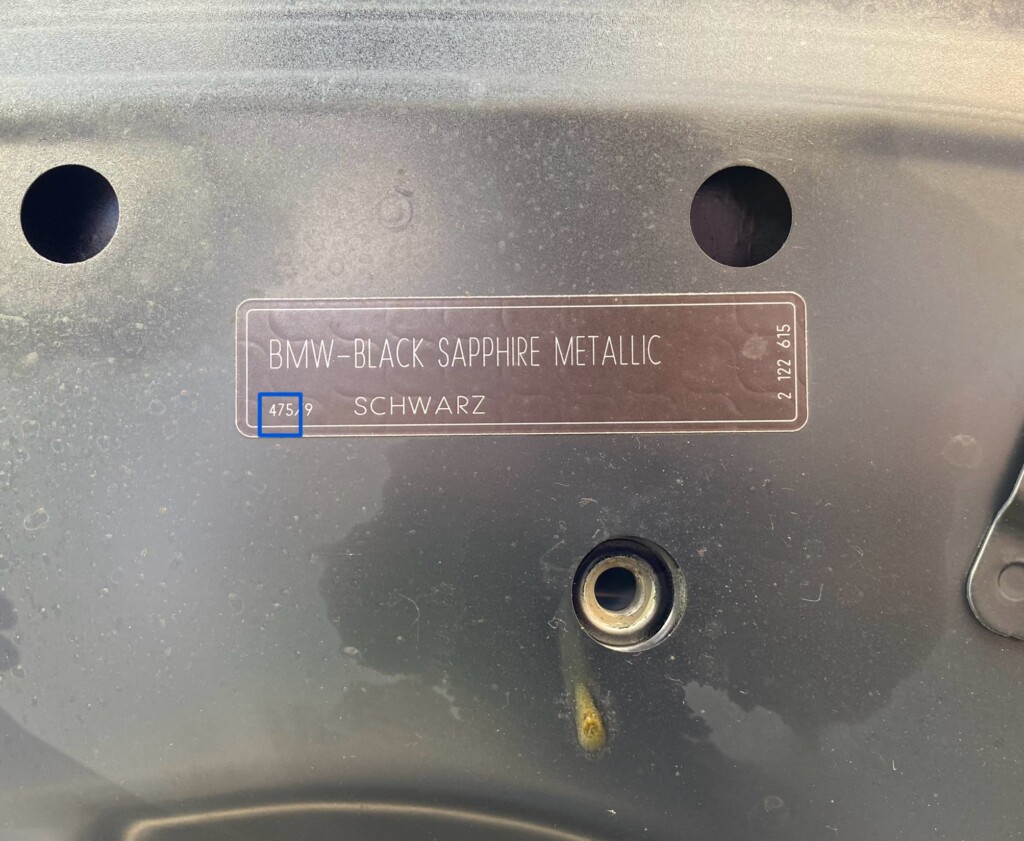 BMW-BLACK SAPPHIRE METALLIC
475/9 SCHWARZ
2 122 615